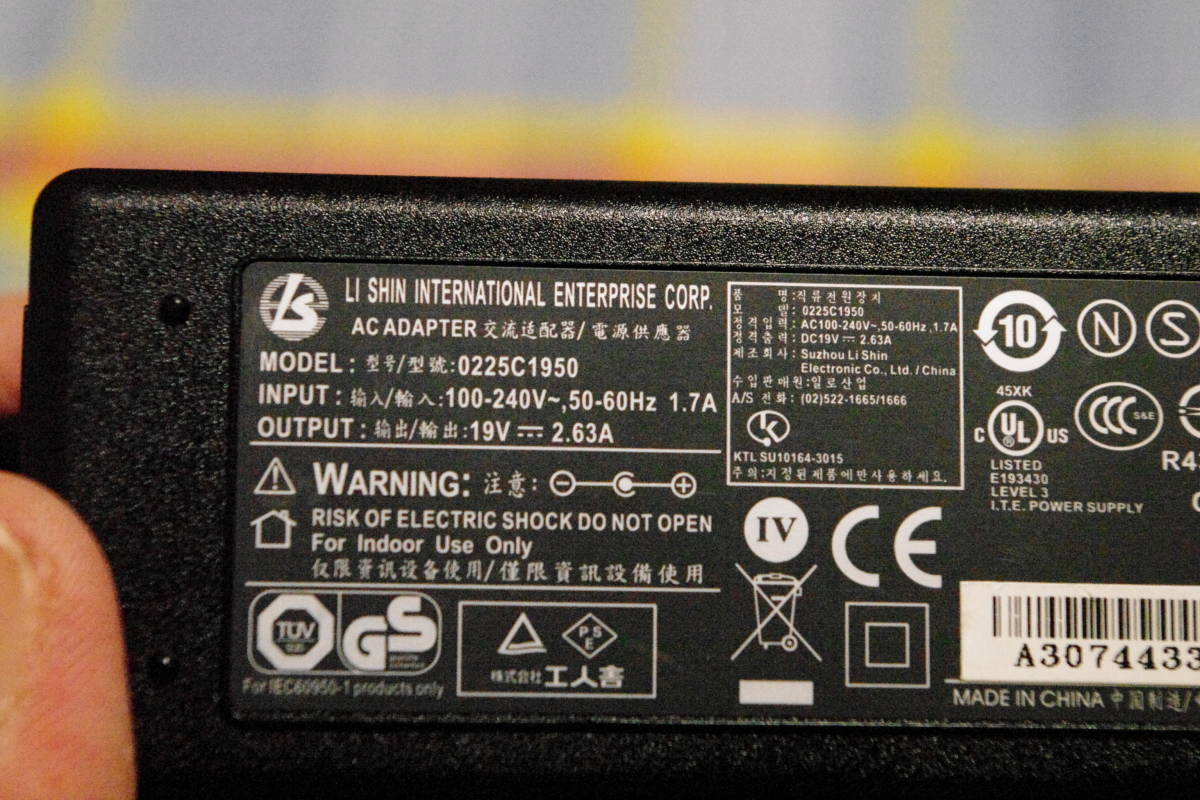 LS
LI SHIN INTERNATIONAL ENTERPRISE CORP.
AC ADAPTER 交流适配器/電源供應器
MODEL : 型号/型號:0225C1950
INPUT : 输入/輸入:100-240V~,50-60Hz 1.7A
OUTPUT : 输出/輸出:19V ⎓ 2.63A
WARNING: 注意:
RISK OF ELECTRIC SHOCK DO NOT OPEN
For Indoor Use Only
仅限资讯设备使用/僅限資訊設備使用
TÜV
GS
For IEC60950-1 products only
PSE
株式会社工人舎
품 명:직류전원장치
모 델: 0225C1950
정격입력: AC100-240V~,50-60Hz ,1.7A
정격출력: DC19V ⎓ 2.63A
제조회사: Suzhou Li Shin
Electronic Co., Ltd. / China
수입판매원:일로산업
A/S 전화: (02)522-1665/1666
K
KTL SU10164-3015
주의:지정된제품에만사용하세요.
10
N
S
45XK
C UL US
LISTED
E193430
LEVEL 3
I.T.E. POWER SUPPLY
CCC S&E
IV
CE
A3074433
MADE IN CHINA 中国制造/